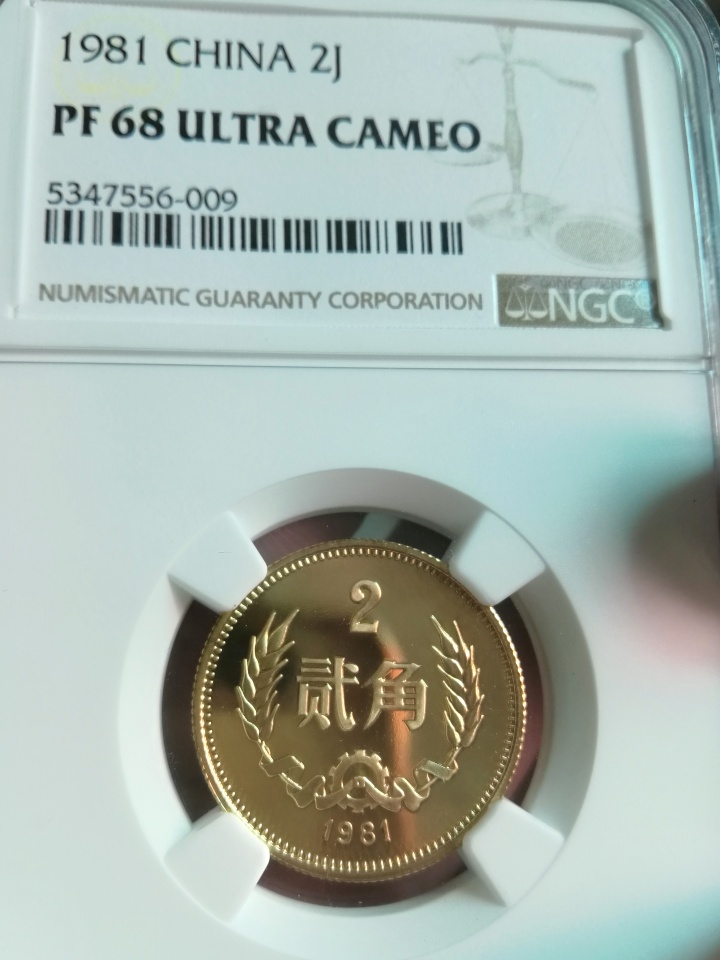 1981 CHINA 2J
PF 68 ULTRA CAMEO
5347556-009
NUMISMATIC GUARANTY CORPORATION
NGC
2
贰角
1981